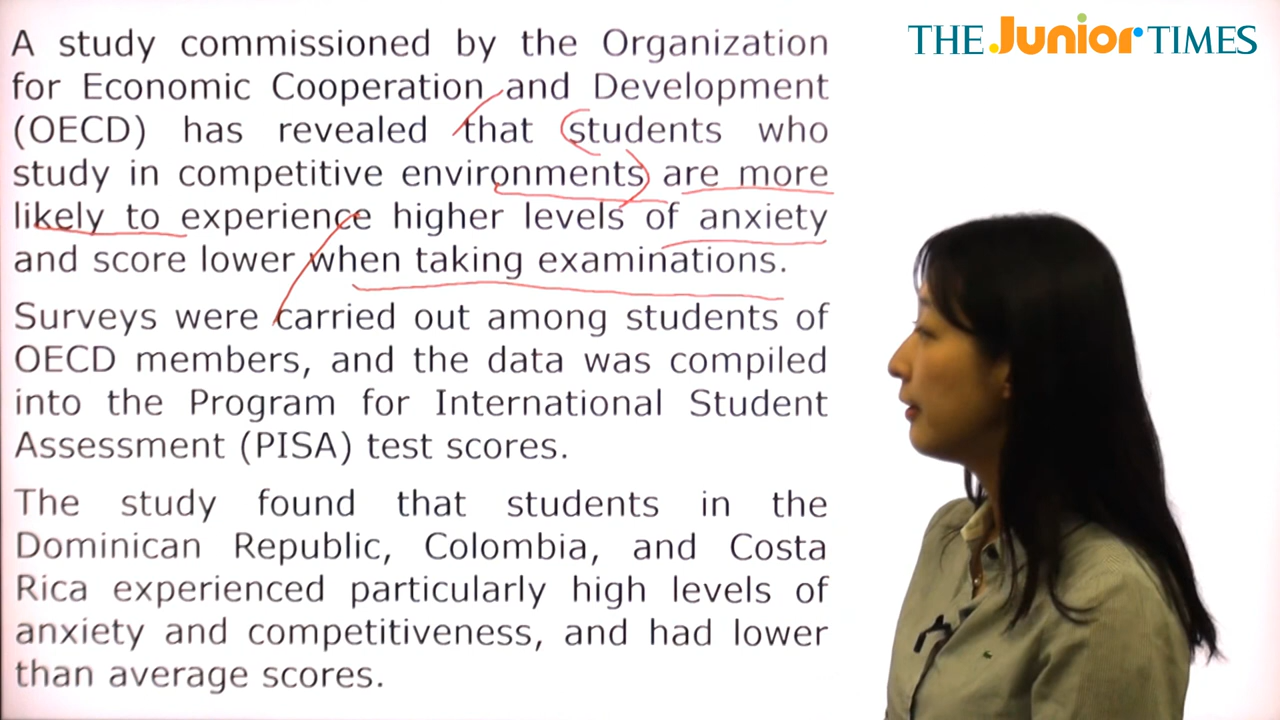 THE Junior TIMES
A study commissioned by the Organization
for Economic Cooperation and Development
(OECD) has revealed that students who
study in competitive environments are more
likely to experience higher levels of anxiety
and score lower when taking examinations.
Surveys were carried out among students of
OECD members, and the data was compiled
into the Program for International Student
Assessment (PISA) test scores.
The study found that students in the
Dominican Republic, Colombia, and Costa
Rica experienced particularly high levels of
anxiety and competitiveness, and had lower
than average scores.